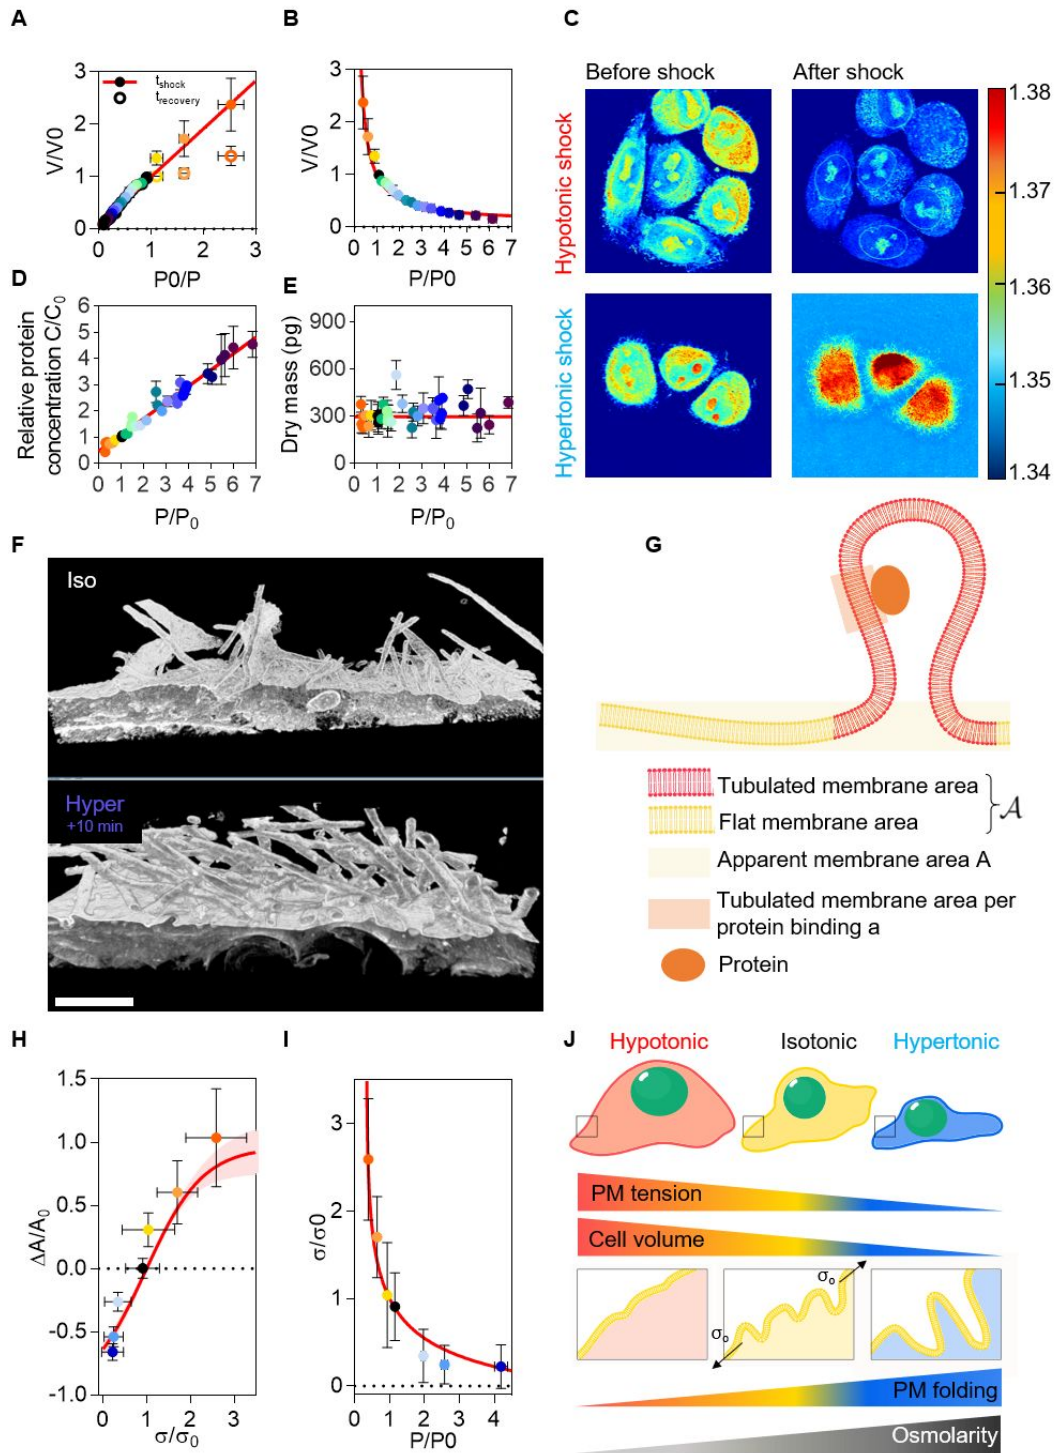 A
B
C
3
2
1
0
V/V0
t shock
t recovery
0
1
2
3
P0/P
3
2
1
0
V/V0
0
1
2
3
4
5
6
7
P/P0
Before shock
After shock
Hypotonic shock
Hypertonic shock
1.38
1.37
1.36
1.35
1.34
D
E
6
5
4
3
2
1
0
Relative protein
concentration C/C0
0
1
2
3
4
5
6
7
P/P0
900
600
300
0
Dry mass (pg)
0
1
2
3
4
5
6
7
P/P0
F
Iso
Hyper
+10 min
G
Tubulated membrane area
Flat membrane area
𝒜
Apparent membrane area A
Tubulated membrane area per
protein binding a
Protein
H
1.5
1.0
0.5
0.0
-0.5
-1.0
ΔA/A0
0
1
2
3
σ/σ0
I
3
2
1
0
σ/σ0
0
1
2
3
4
P/P0
J
Hypotonic
Isotonic
Hypertonic
PM tension
Cell volume
σo
σo
PM folding
Osmolarity